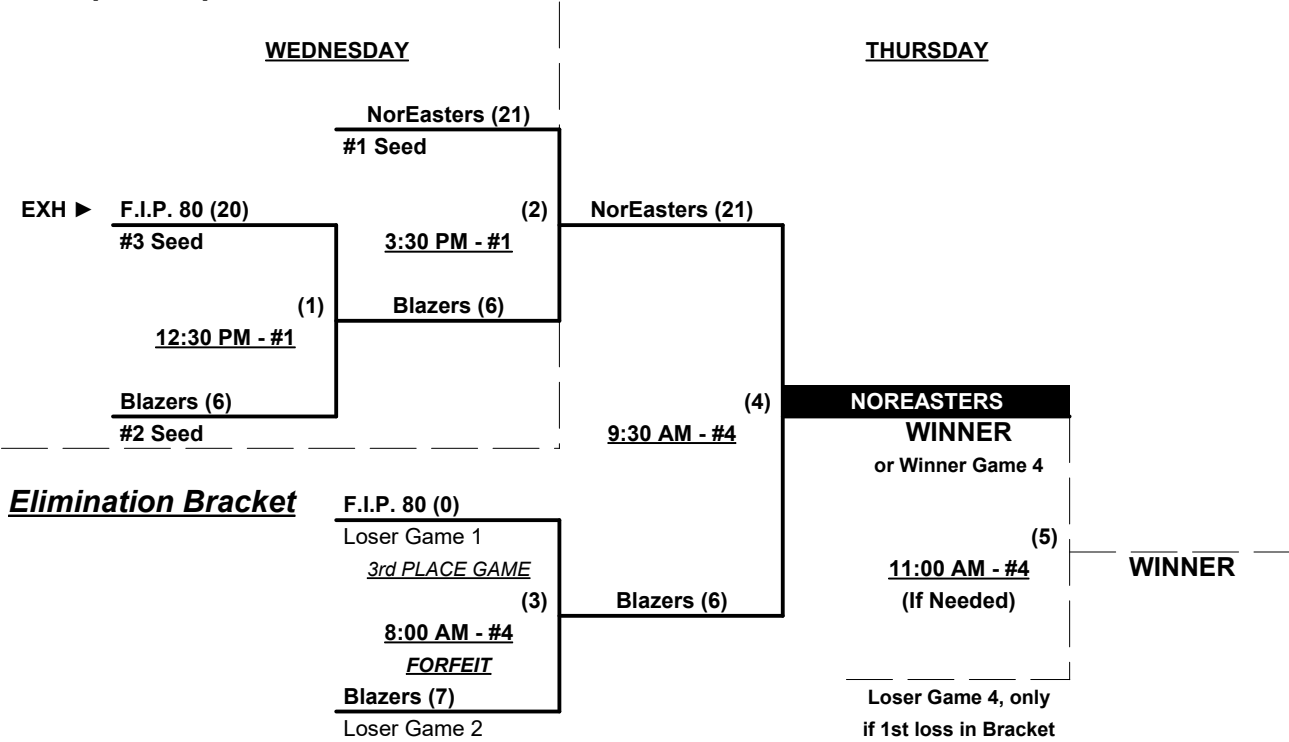 WEDNESDAY
THURSDAY
NorEasters (21)
#1 Seed
EXH ► F.I.P. 80 (20)
#3 Seed
(2)
3:30 PM - #1
NorEasters (21)
(1)
12:30 PM - #1
Blazers (6)
Blazers (6)
#2 Seed
(4)
9:30 AM - #4
NOREASTERS
WINNER
or Winner Game 4
Elimination Bracket
F.I.P. 80 (0)
Loser Game 1
3rd PLACE GAME
(3)
8:00 AM - #4
FORFEIT
Blazers (7)
Loser Game 2
Blazers (6)
(5)
11:00 AM - #4
(If Needed)
WINNER
Loser Game 4, only
if 1st loss in Bracket